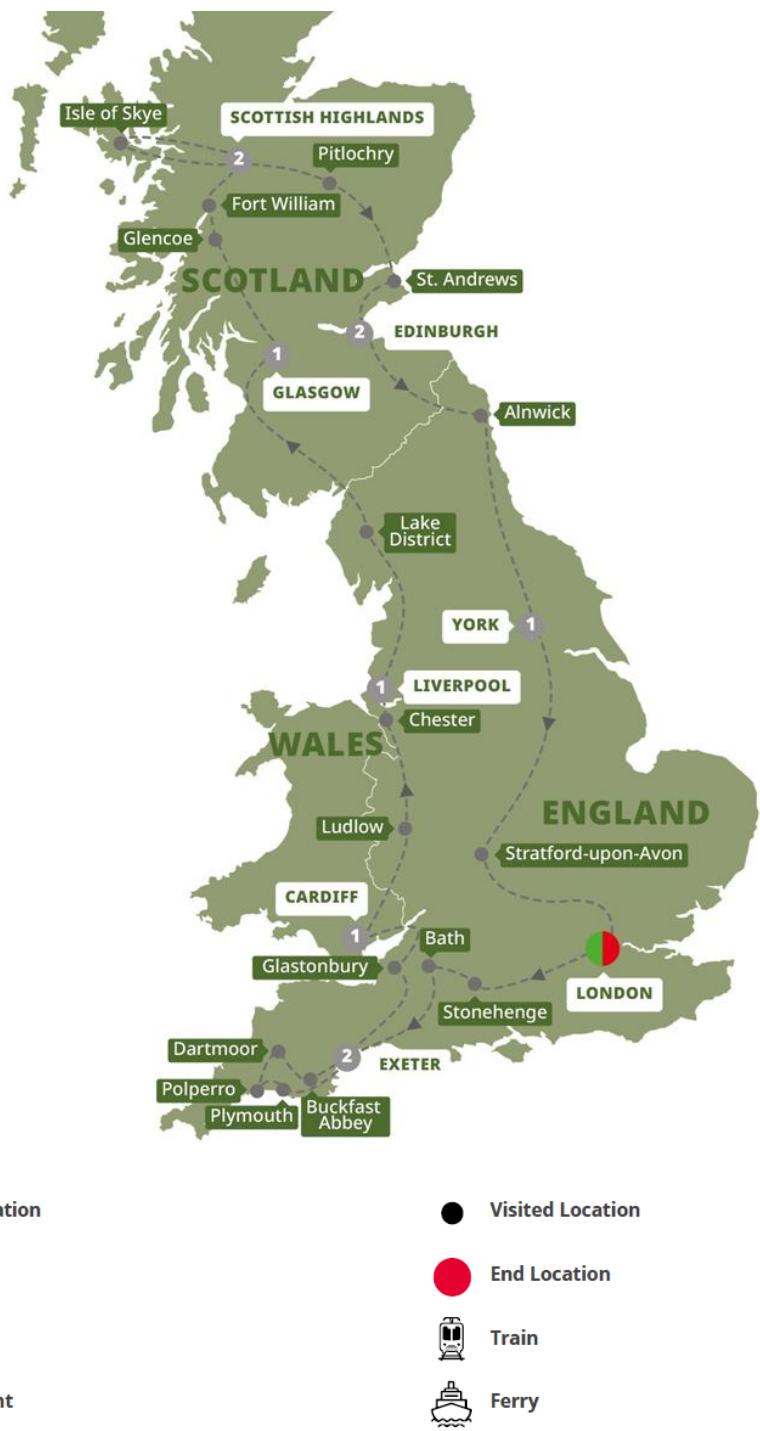 Isle of Skye
SCOTTISH HIGHLANDS
2
Pitlochry
Fort William
Glencoe
SCOTLAND
St. Andrews
2
EDINBURGH
1
GLASGOW
Alnwick
Lake
District
YORK
1
1
LIVERPOOL
Chester
WALES
ENGLAND
Ludlow
Stratford-upon-Avon
CARDIFF
1
Bath
Glastonbury
LONDON
Stonehenge
Dartmoor
2
EXETER
Polperro
Plymouth
Buckfast
Abbey
ation
Visited Location
End Location
Train
nt
Ferry